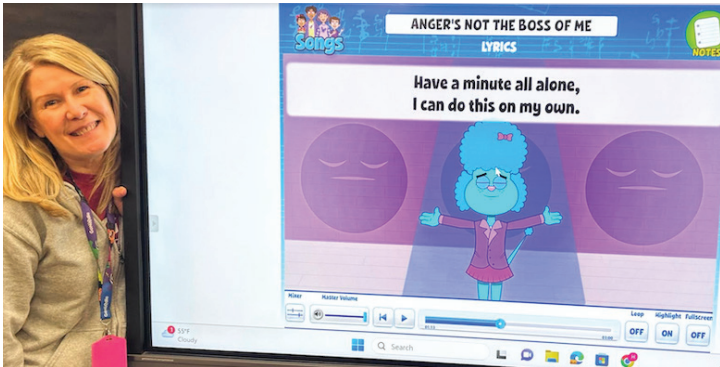 Songs
ANGER'S NOT THE BOSS OF ME
LYRICS
NOTES
Have a minute all alone,
I can do this on my own.
Mixer
Master Volume
Loop
Highlight
Fullscreen
OFF
ON
OFF
3
55°F
Cloudy
Search